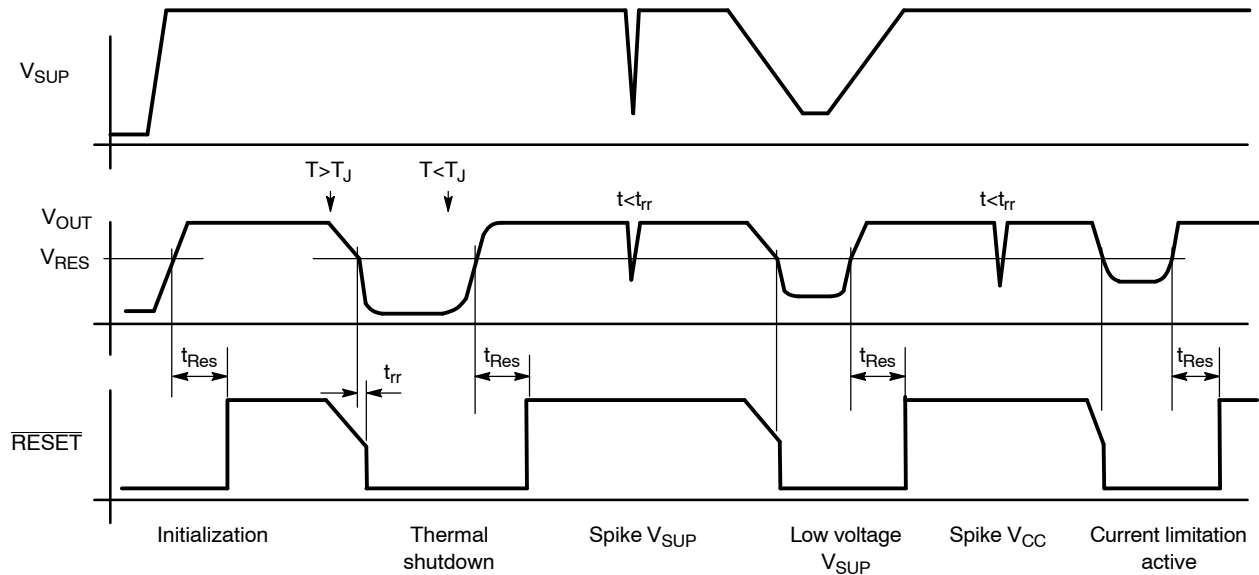 V_SUP
T>T_J
T<T_J
V_OUT
t<t_rr
t<t_rr
V_RES
t_Res
t_rr
t_Res
t_Res
t_Res
RESET
Initialization
Thermal
shutdown
Spike V_SUP
Low voltage
V_SUP
Spike V_CC
Current limitation
active